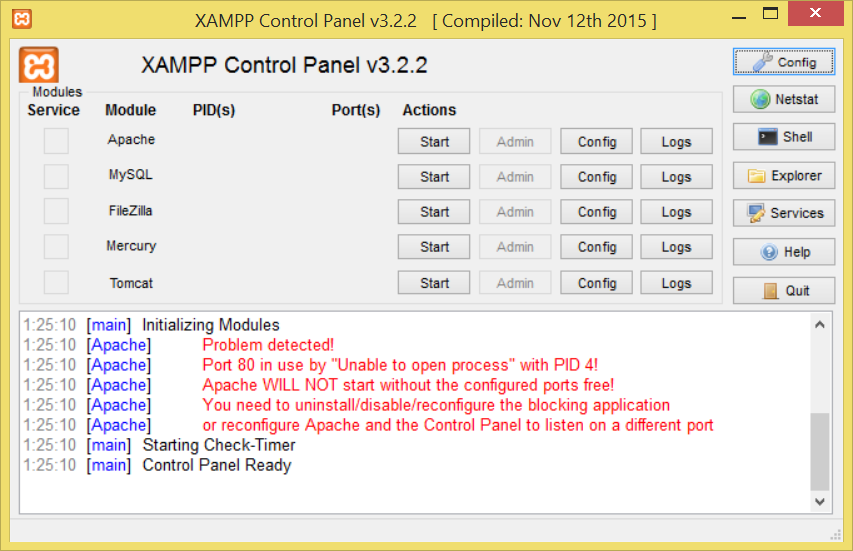 XAMPP Control Panel v3.2.2 [ Compiled: Nov 12th 2015 ]
XAMPP Control Panel v3.2.2
Config
Modules
Service Module PID(s) Port(s) Actions
Netstat
Apache Start Admin Config Logs
Shell
MySQL Start Admin Config Logs
Explorer
FileZilla Start Admin Config Logs
Services
Mercury Start Admin Config Logs
Help
Tomcat Start Admin Config Logs
Quit
1:25:10 [main] Initializing Modules
1:25:10 [Apache] Problem detected!
1:25:10 [Apache] Port 80 in use by "Unable to open process" with PID 4!
1:25:10 [Apache] Apache WILL NOT start without the configured ports free!
1:25:10 [Apache] You need to uninstall/disable/reconfigure the blocking application
1:25:10 [Apache] or reconfigure Apache and the Control Panel to listen on a different port
1:25:10 [main] Starting Check-Timer
1:25:10 [main] Control Panel Ready